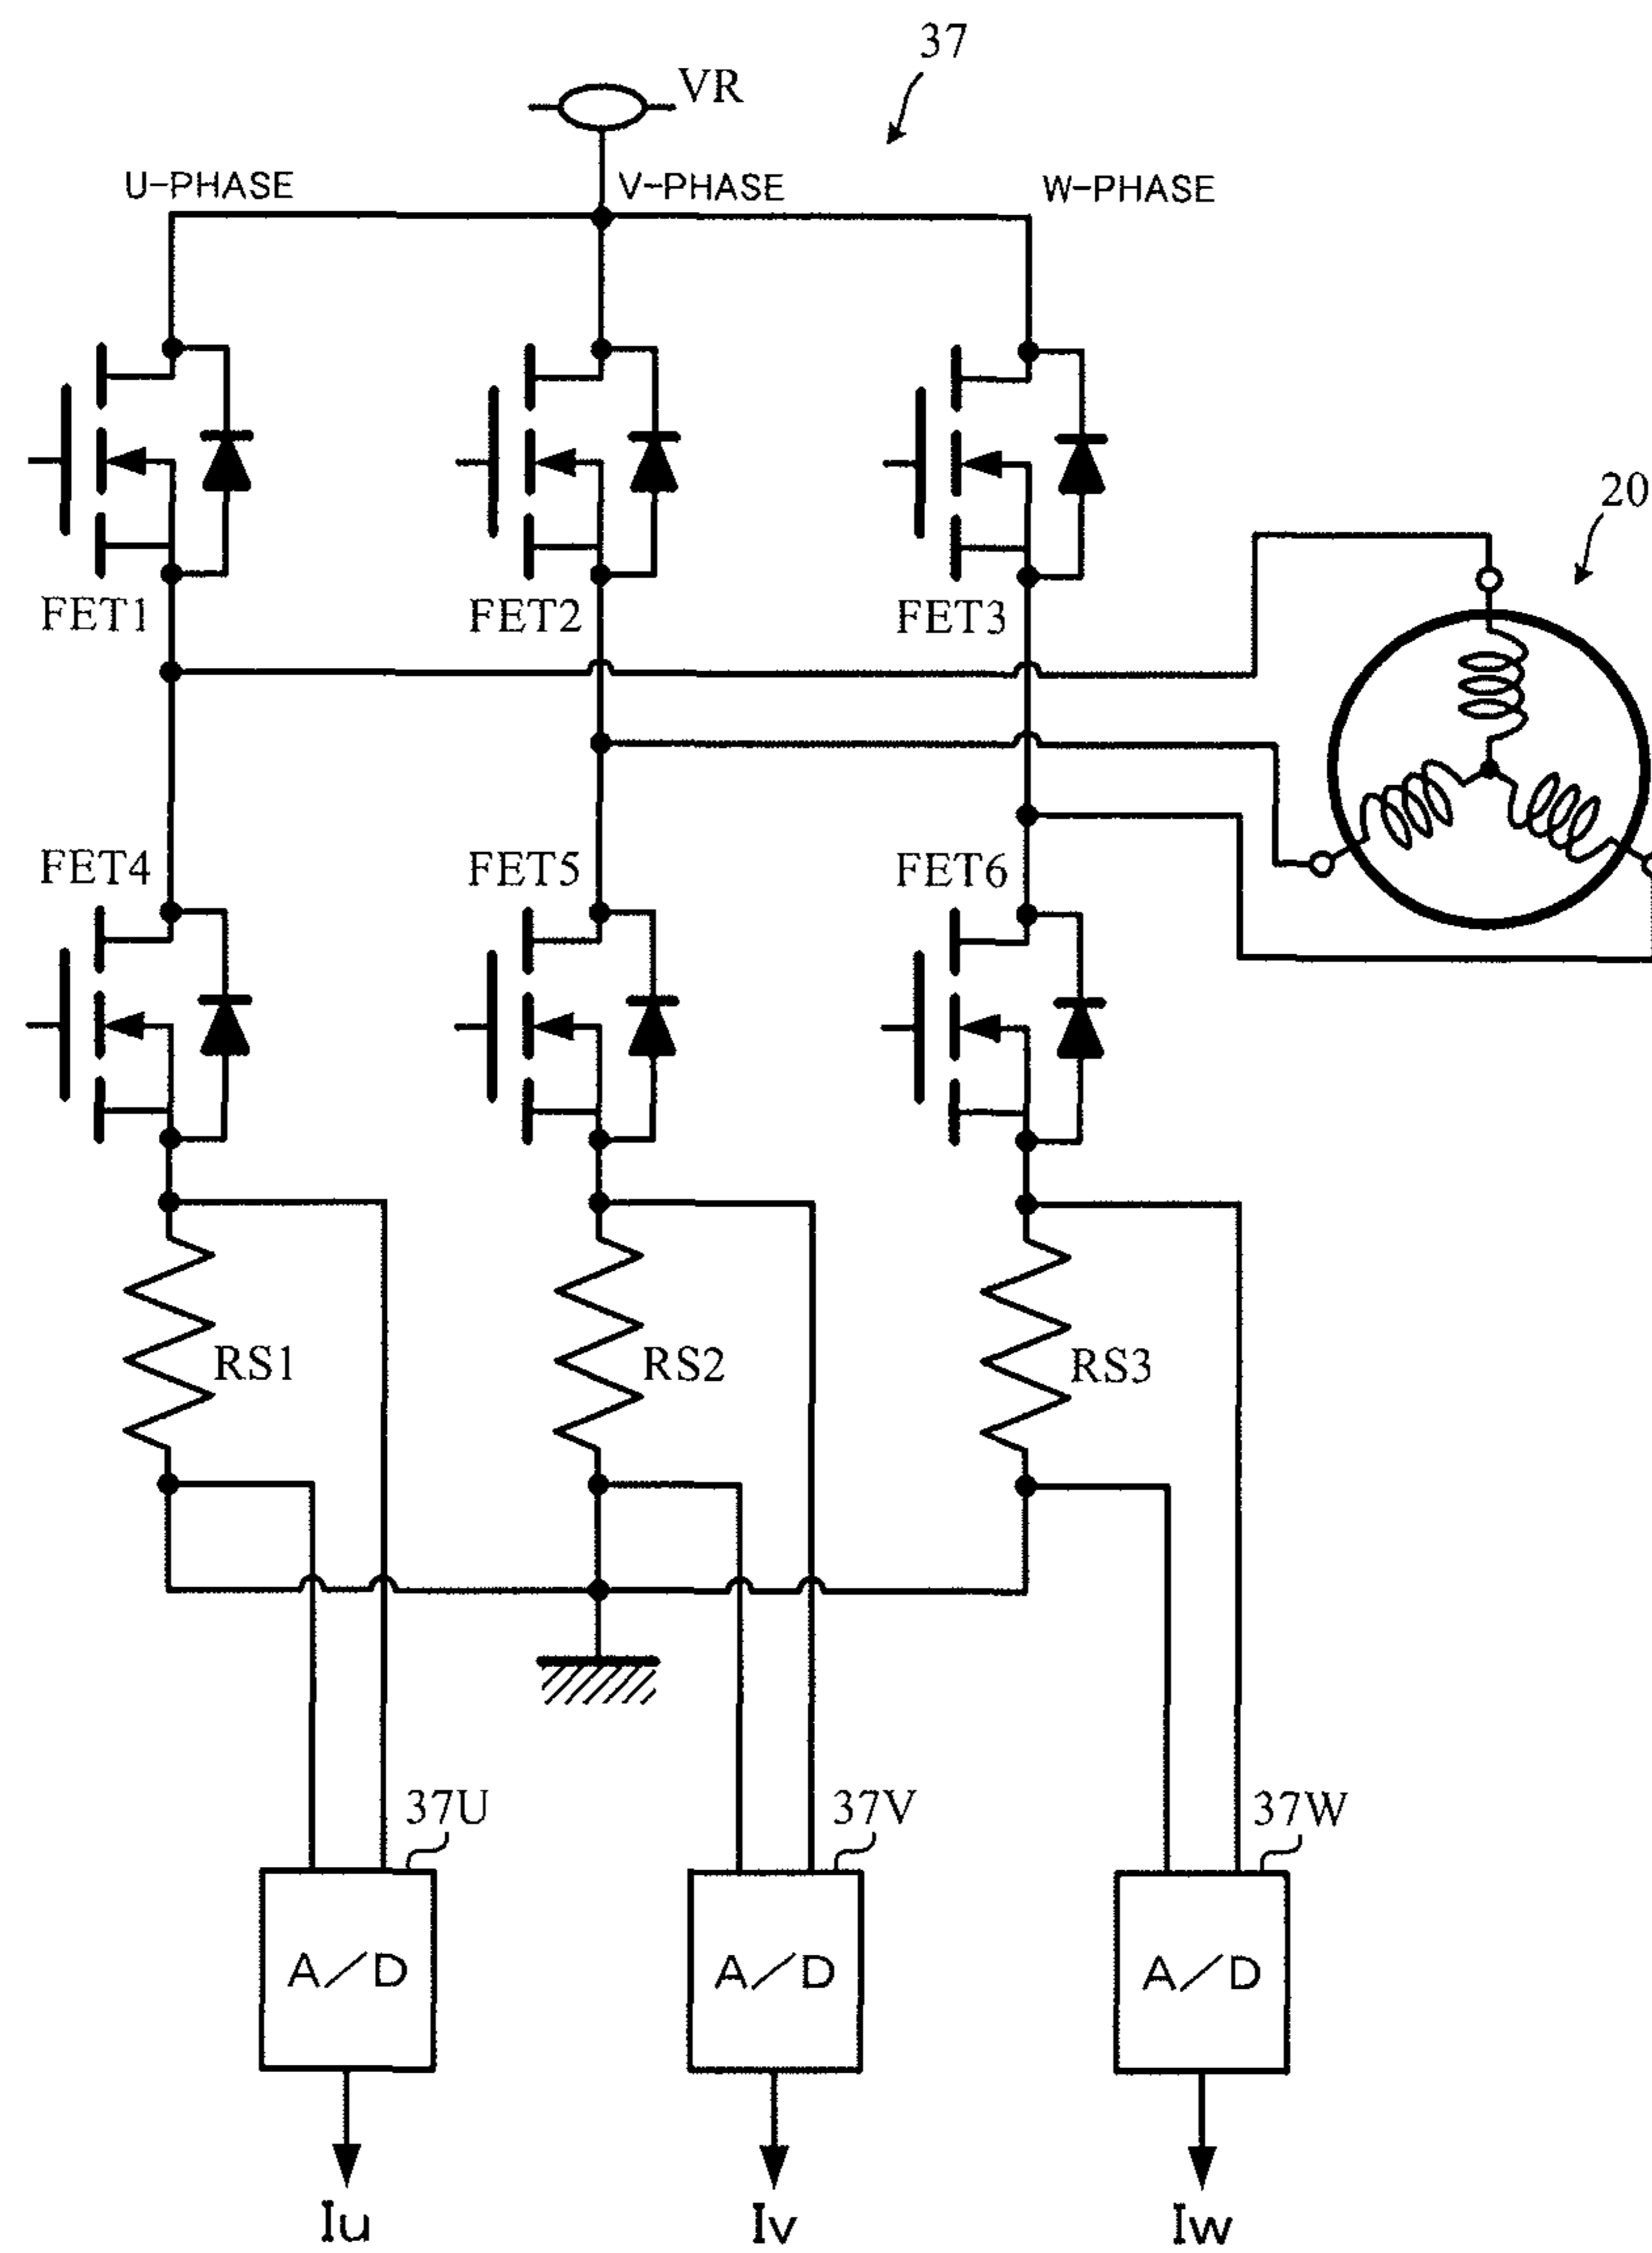 37
VR
U-PHASE
V-PHASE
W-PHASE
20
FET1
FET2
FET3
FET4
FET5
FET6
RS1
RS2
RS3
37U
37V
37W
A/D
A/D
A/D
Iu
Iv
Iw